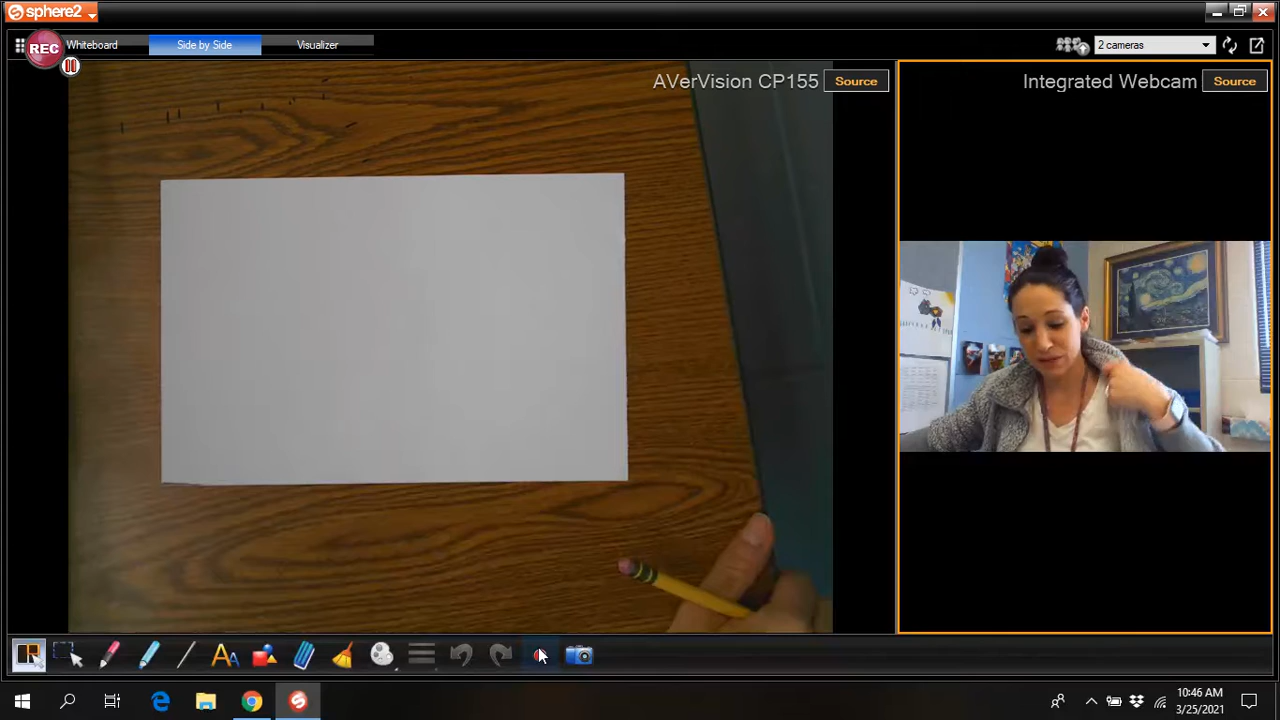 sphere2
REC
Whiteboard
Side by Side
Visualizer
2 cameras
AVerVision CP155
Source
Integrated Webcam
Source
10:46 AM
3/25/2021